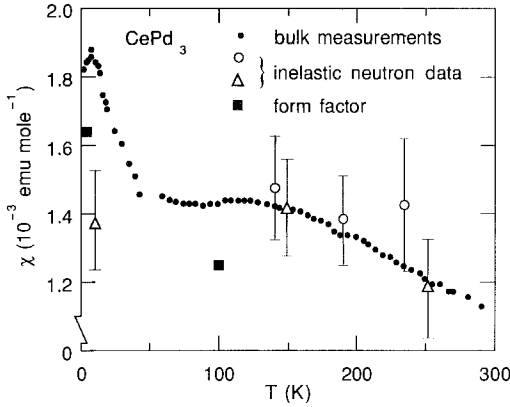 CePd3
bulk measurements
inelastic neutron data
form factor
2.0
1.8
1.6
1.4
1.2
0
χ (10⁻³ emu mole⁻¹)
0
100
200
300
T (K)